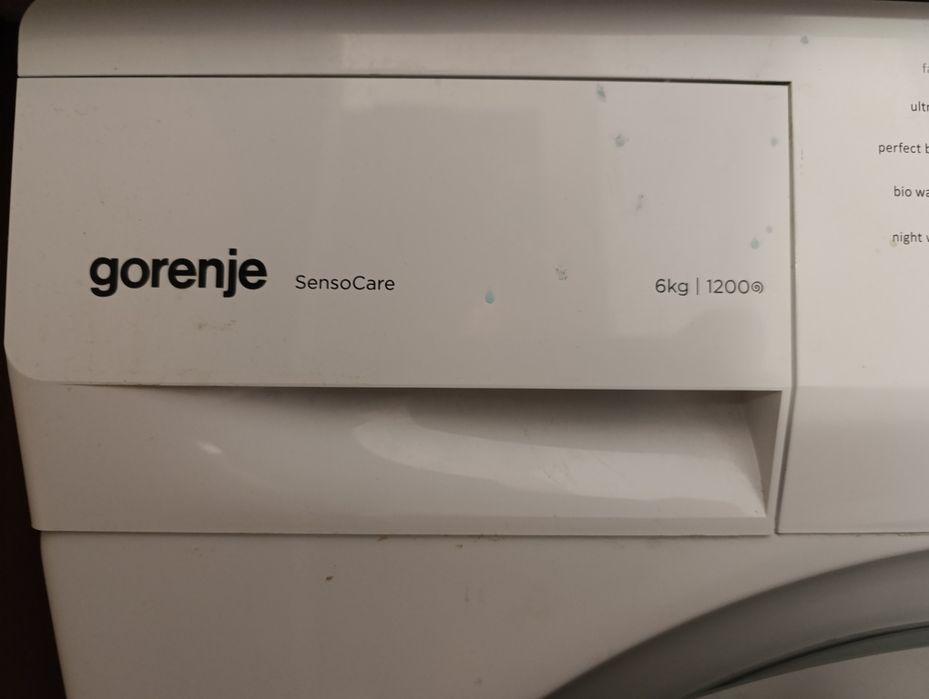 gorenje SensoCare 6kg | 1200
perfect
bio
night